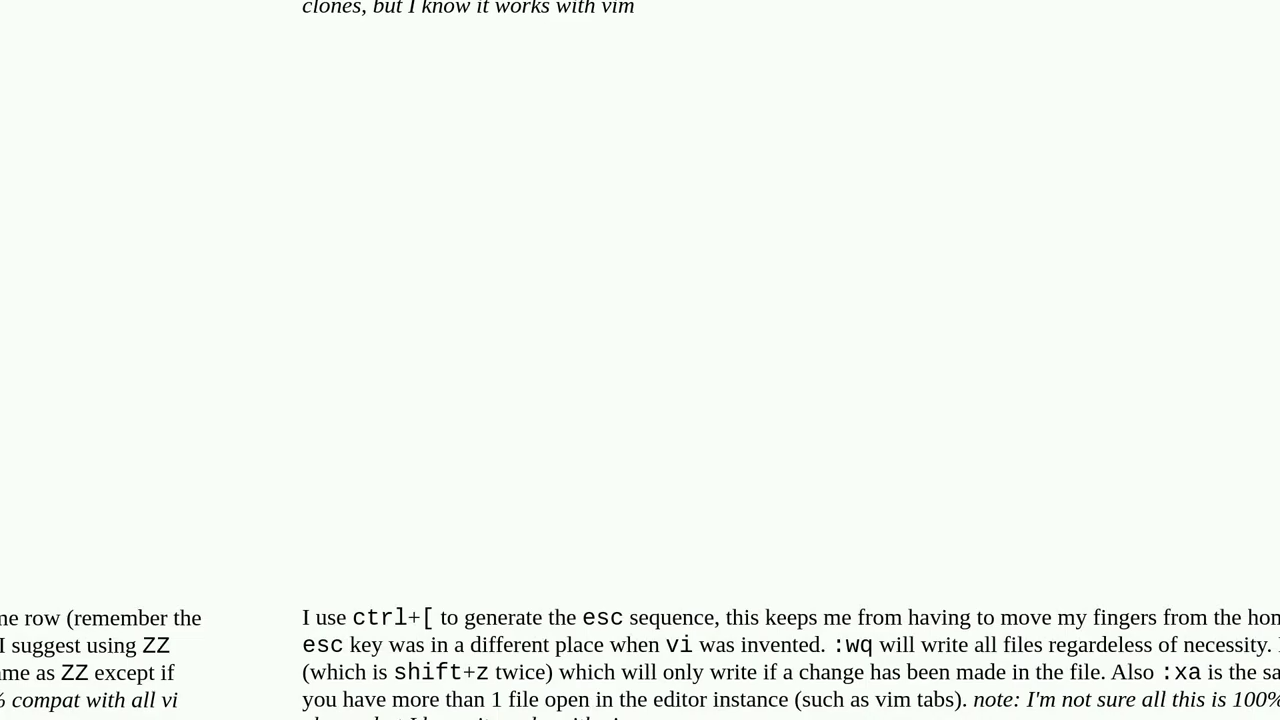 clones, but I know it works with vim
ne row (remember the
I suggest using ZZ
me as ZZ except if
compat with all vi
I use ctrl+[ to generate the esc sequence, this keeps me from having to move my fingers from the hon
esc key was in a different place when vi was invented. :wq will write all files regardeless of necessity.
(which is shift+z twice) which will only write if a change has been made in the file. Also :xa is the sa
you have more than 1 file open in the editor instance (such as vim tabs). note: I'm not sure all this is 100%